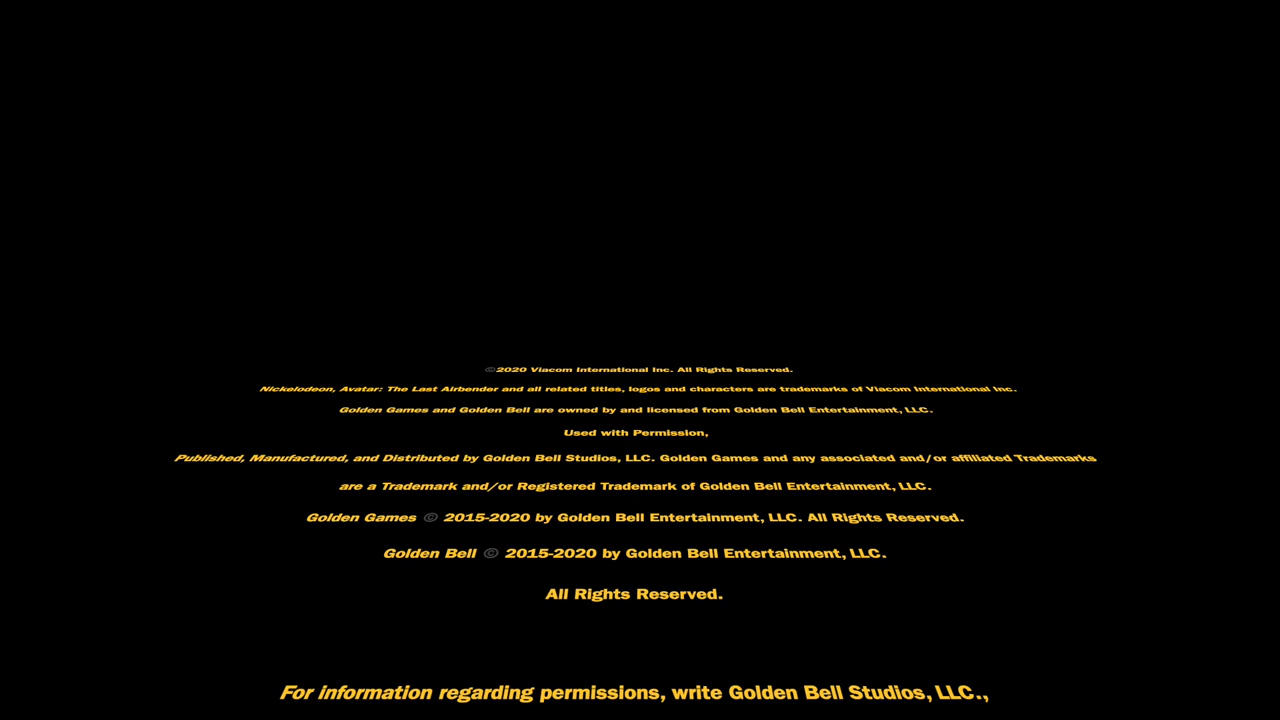 ©2020 Viacom International Inc. All Rights Reserved.
Nickelodeon, Avatar: The Last Airbender and all related titles, logos and characters are trademarks of Viacom International Inc.
Golden Games and Golden Bell are owned by and licensed from Golden Bell Entertainment, LLC.
Used with Permission,
Published, Manufactured, and Distributed by Golden Bell Studios, LLC. Golden Games and any associated and/or affiliated Trademarks
are a Trademark and/or Registered Trademark of Golden Bell Entertainment, LLC.
Golden Games © 2015-2020 by Golden Bell Entertainment, LLC. All Rights Reserved.
Golden Bell © 2015-2020 by Golden Bell Entertainment, LLC.
All Rights Reserved.
For information regarding permissions, write Golden Bell Studios, LLC.,